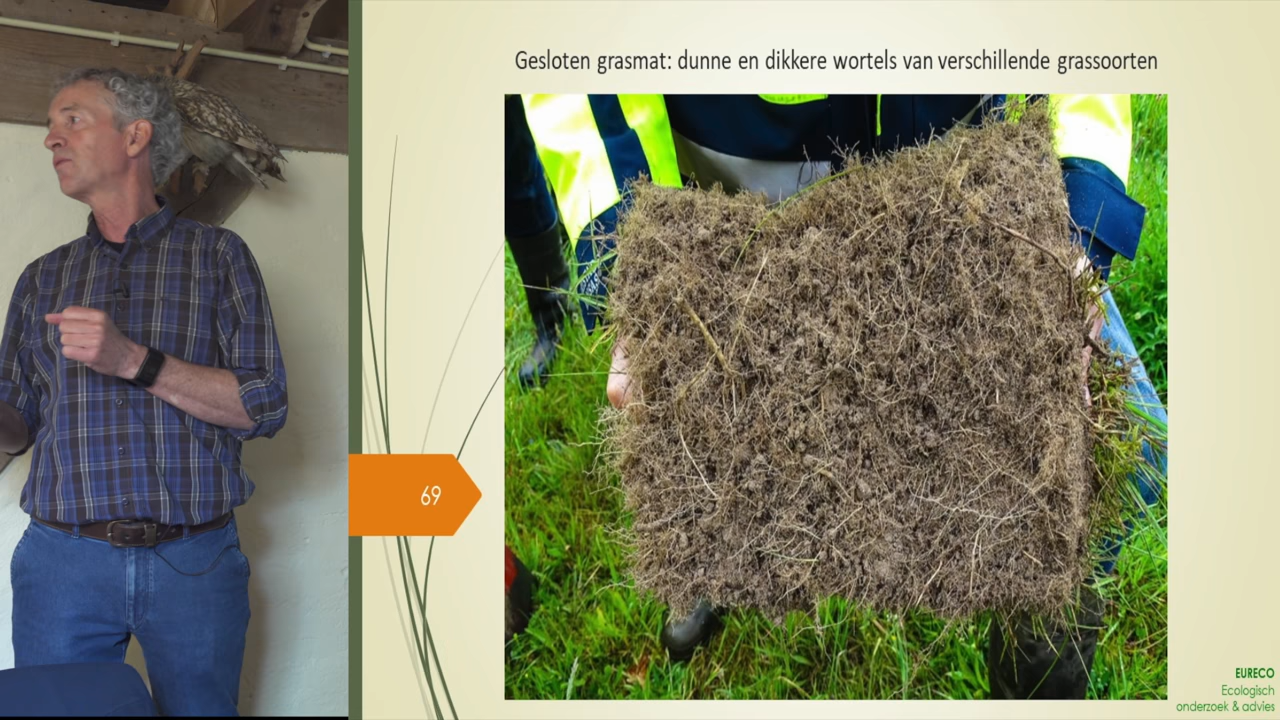 Gesloten grasmat: dunne en dikkere wortels van verschillende grassoorten
69
EURECO
Ecologisch
onderzoek & advies